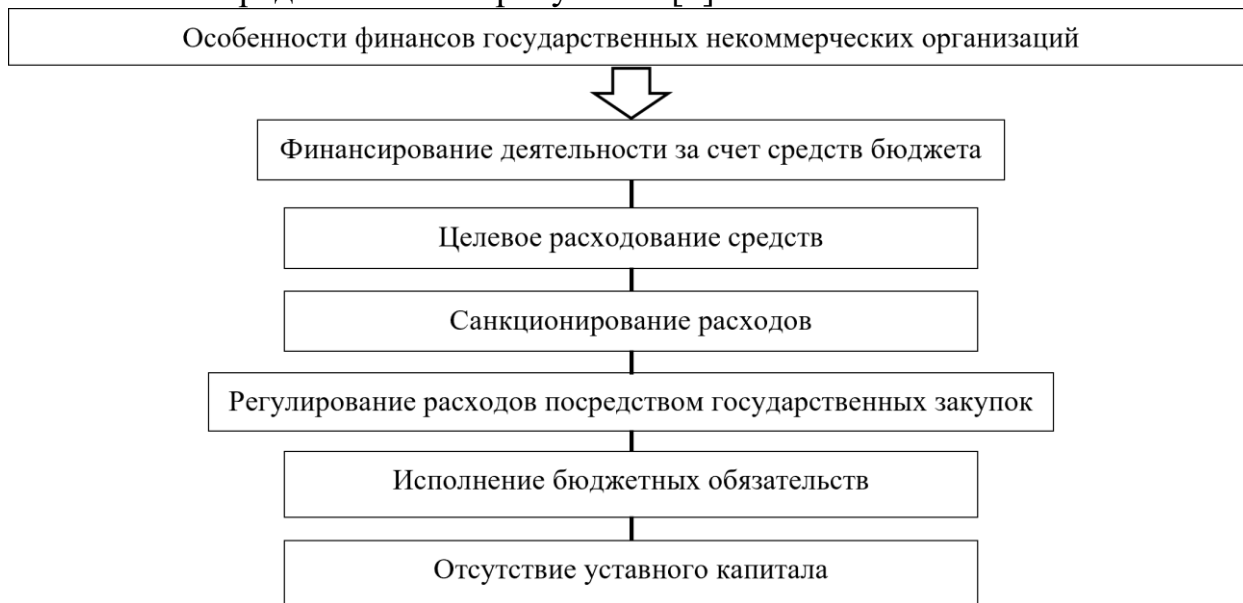 Особенности финансов государственных некоммерческих организаций
Финансирование деятельности за счет средств бюджета
Целевое расходование средств
Санкционирование расходов
Регулирование расходов посредством государственных закупок
Исполнение бюджетных обязательств
Отсутствие уставного капитала